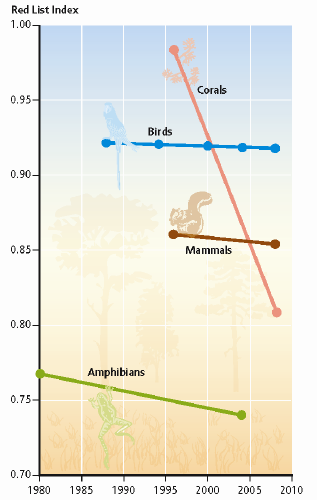 Red List Index
1.00
Corals
0.95
Birds
0.90
Mammals
0.85
0.80
Amphibians
0.75
0.70
1980 1985 1990 1995 2000 2005 2010